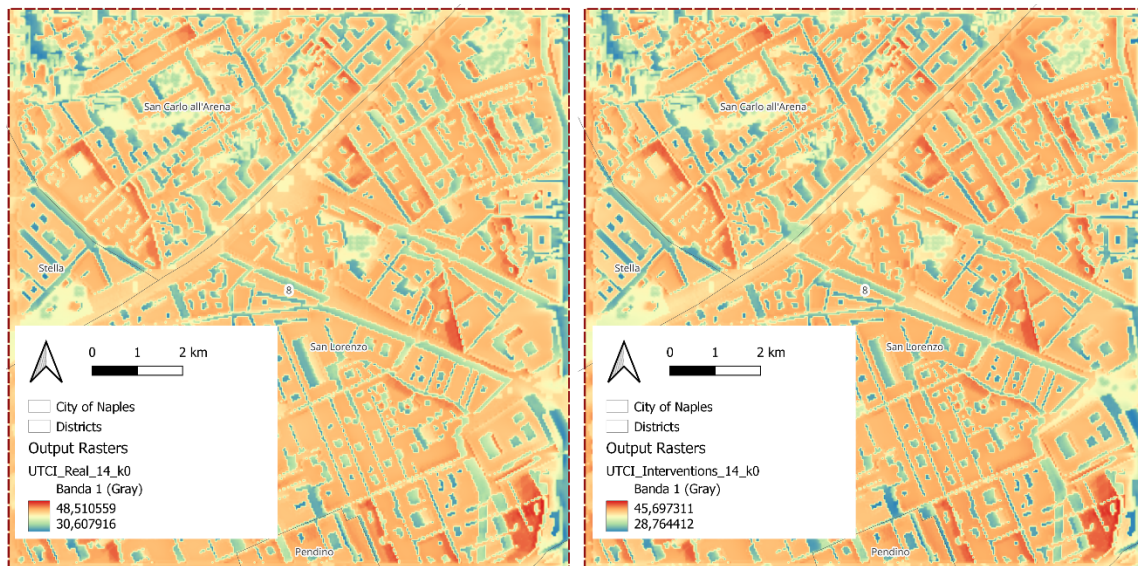 San Carlo all'Arena
Stella
8
San Lorenzo
0 1 2 km
City of Naples
Districts
Output Rasters
UTCI_Real_14_k0
Banda 1 (Gray)
48,510559
30,607916
Pendino
San Carlo all'Arena
Stella
8
San Lorenzo
0 1 2 km
City of Naples
Districts
Output Rasters
UTCI_Interventions_14_k0
Banda 1 (Gray)
45,697311
28,764412
Pendino